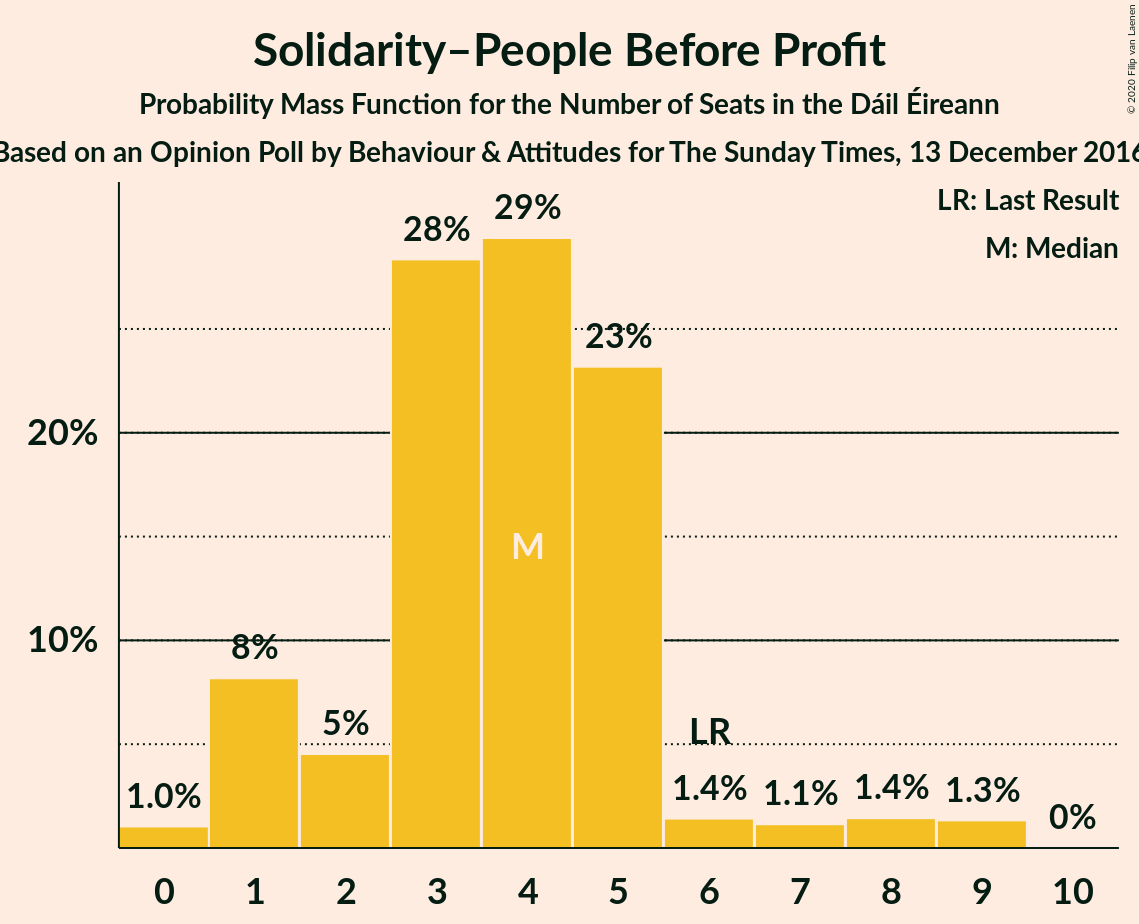 Solidarity–People Before Profit
Probability Mass Function for the Number of Seats in the Dáil Éireann
Based on an Opinion Poll by Behaviour & Attitudes for The Sunday Times, 13 December 2016
© 2020 Filip van Laenen
LR: Last Result
M: Median
29%
28%
23%
20%
M
10%
8%
5%
LR
1.0%
1.4%
1.1%
1.4%
1.3%
0%
0 1 2 3 4 5 6 7 8 9 10